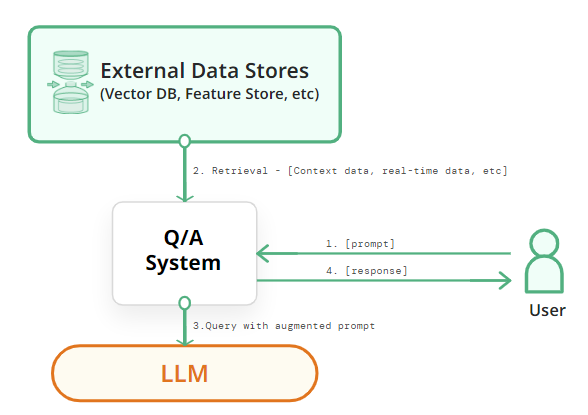 External Data Stores
(Vector DB, Feature Store, etc)
2. Retrieval - [Context data, real-time data, etc]
Q/A
System
1. [prompt]
4. [response]
User
3.Query with augmented prompt
LLM